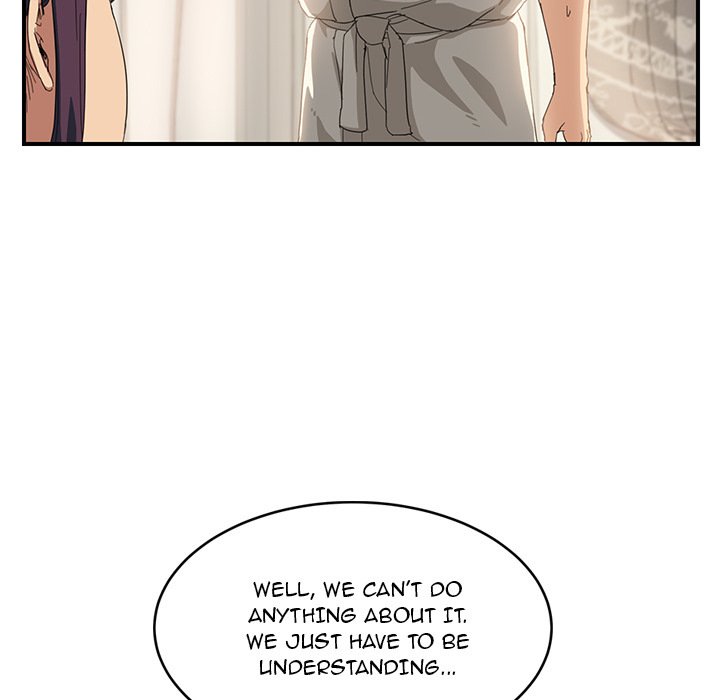 WELL, WE CAN'T DO
ANYTHING ABOUT IT.
WE JUST HAVE TO BE
UNDERSTANDING...